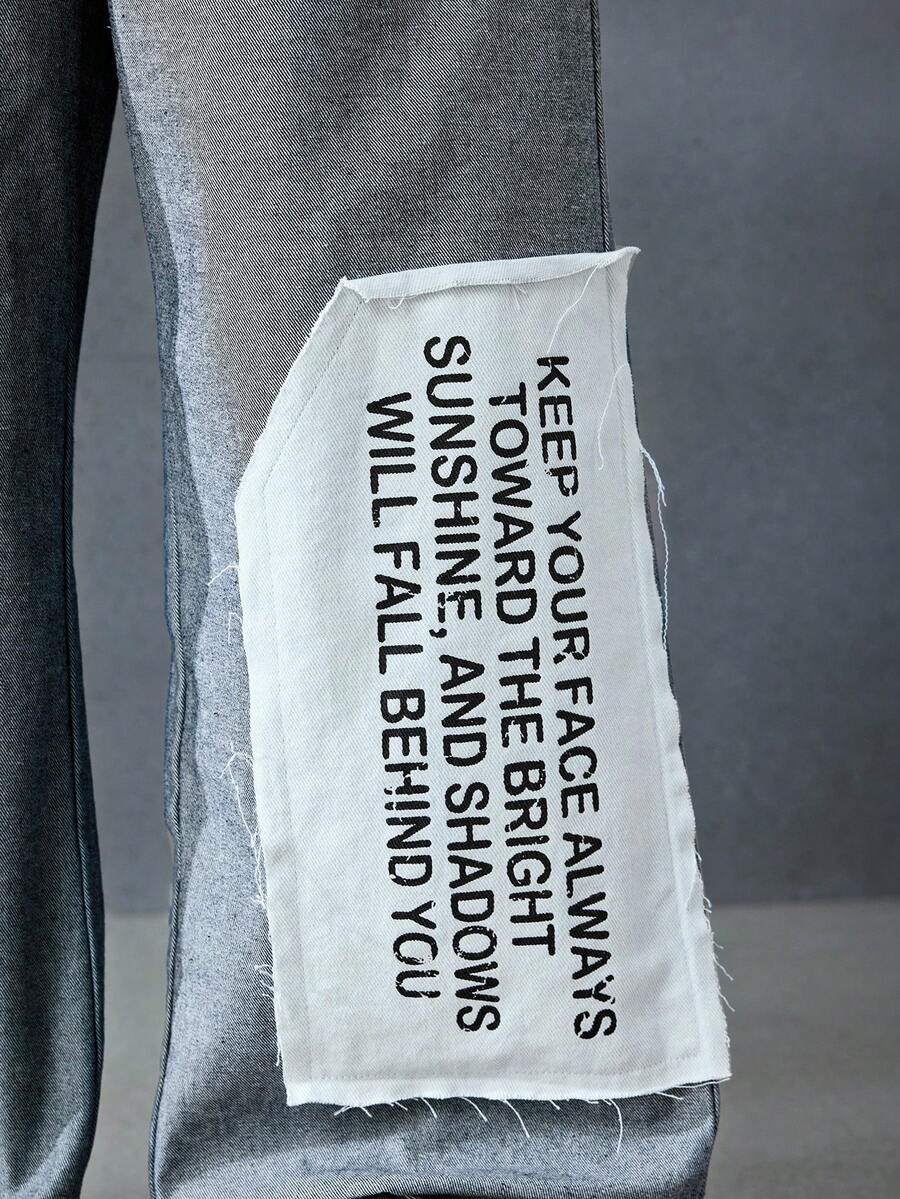 KEEP YOUR FACE ALWAYS
TOWARD THE BRIGHT
SUNSHINE, AND SHADOWS
WILL FALL BEHIND YOU